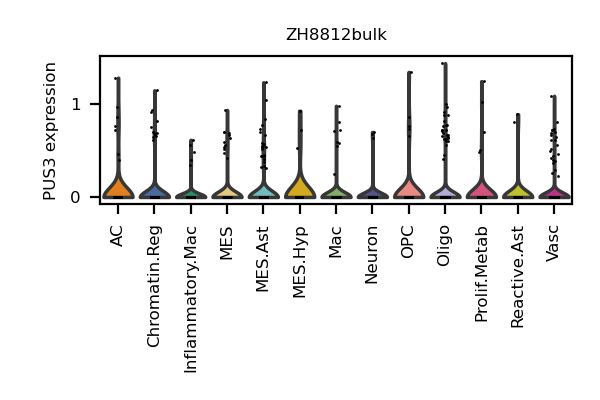 ZH8812bulk
PUS3 expression
1
0
AC
Chromatin.Reg
Inflammatory.Mac
MES
MES.Ast
MES.Hyp
Mac
Neuron
OPC
Oligo
Prolif.Metab
Reactive.Ast
Vasc